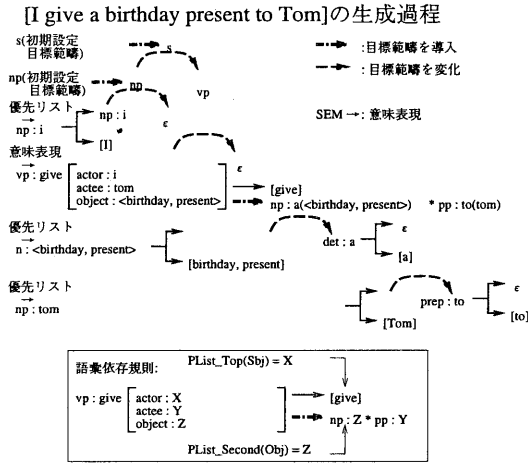 [I give a birthday present to Tom]の生成過程
s(初期設定
目標範疇)
s
:目標範疇を導入
np(初期設定
目標範疇)
np
vp
:目標範疇を変化
優先リスト
np : i
np : i
ε
[I]
SEM →: 意味表現
意味表現
vp : give
actor : i
actee : tom
object : <birthday, present>
ε
[give]
np : a(<birthday, present>) * pp : to(tom)
優先リスト
n : <birthday, present>
[birthday, present]
det : a
ε
[a]
優先リスト
np : tom
[Tom]
prep : to
ε
[to]
語彙依存規則:
PList_Top(Sbj) = X
vp : give
actor : X
actee : Y
object : Z
[give]
np : Z * pp : Y
PList_Second(Obj) = Z